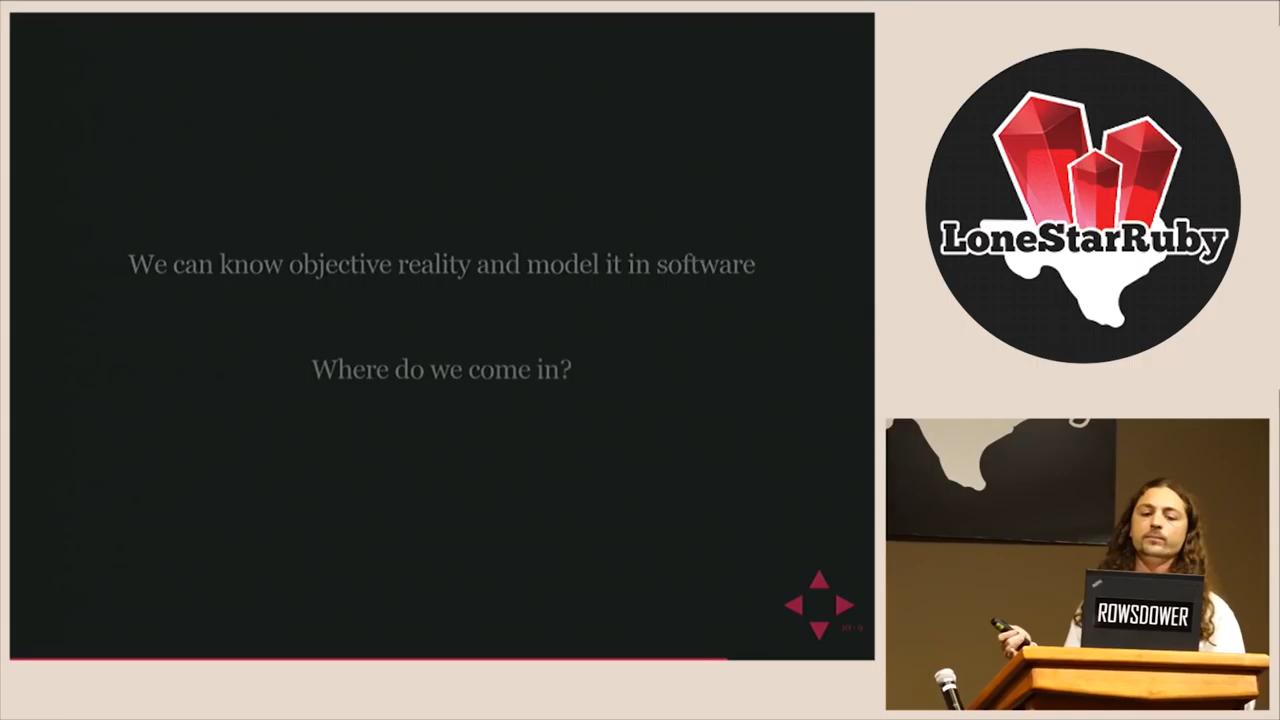 We can know objective reality and model it in software
Where do we come in?
LoneStarRuby
ROWSDOWER